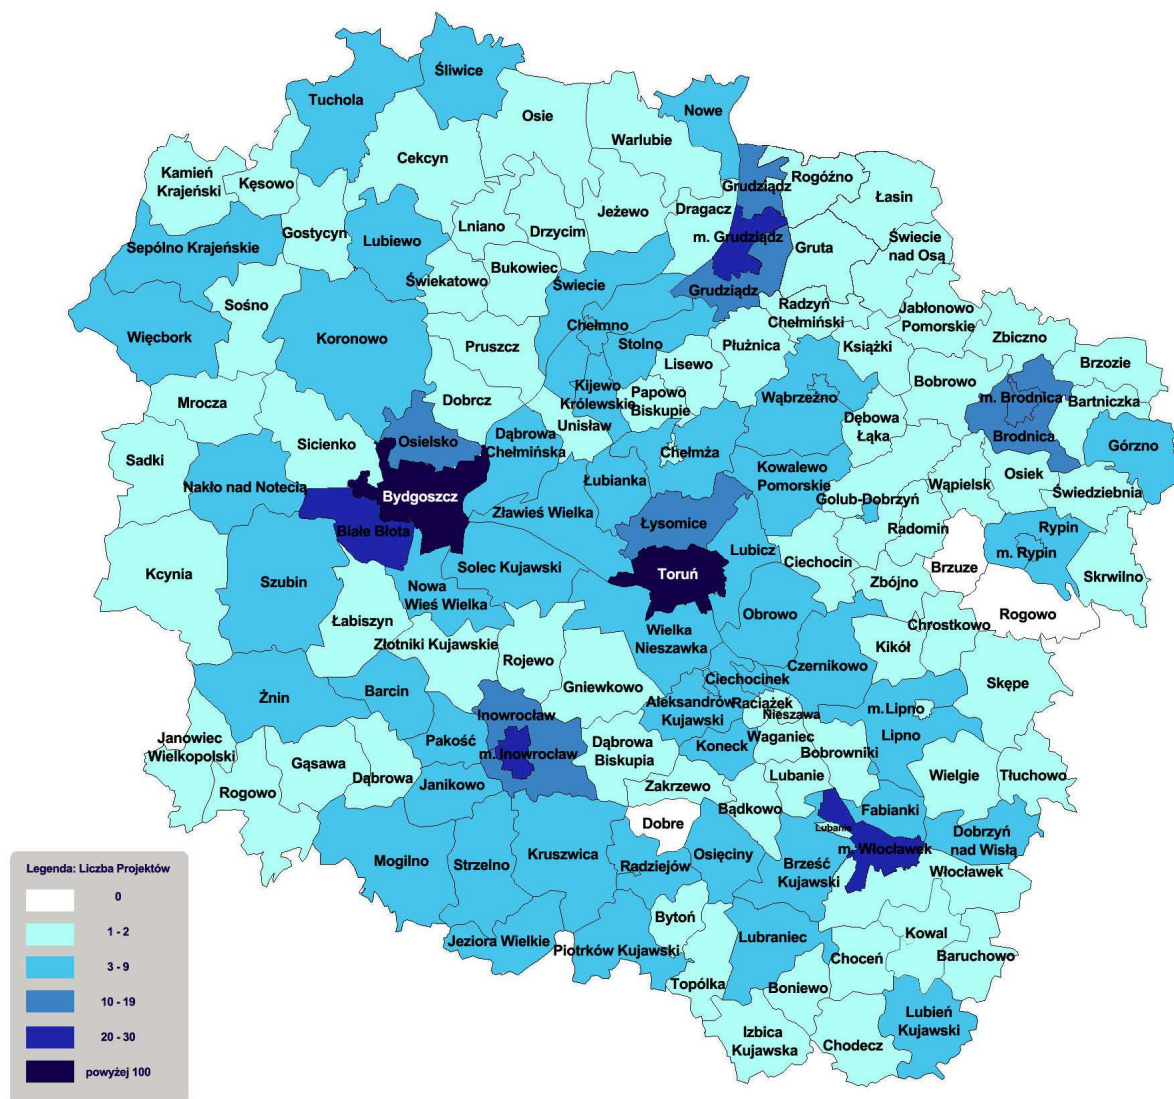 Śliwice
Tuchola
Nowe
Osie
Warlubie
Cekcyn
Kamień
Krajeński
Kęsowo
Grudziądz
Rogóźno
Łasin
Jeżewo
Dragacz
Lniano
Drzycim
Gostycyn
Lubiewo
Sępólno Krajeńskie
m. Grudziądz
Gruta
Świecie
nad Osą
Bukowiec
Świekatowo
Świecie
Grudziądz
Sośno
Radzyń
Chełmiński
Jabłonowo
Pomorskie
Więcbork
Koronowo
Chełmno
Stolno
Płużnica
Książki
Zbiczno
Pruszcz
Lisewo
Brzozie
Bobrowo
Kijewo
Królewskie
Papowo
Biskupie
Wąbrzeźno
m. Brodnica
Bartniczka
Mrocza
Dobrcz
Unisław
Dębowa
Łąka
Brodnica
Górzno
Sicienko
Osielsko
Dąbrowa
Chełmińska
Chełmża
Sadki
Kowalewo
Pomorskie
Osiek
Nakło nad Notecią
Bydgoszcz
Łubianka
Wąpielsk
Świedziebnia
Golub-Dobrzyń
Zławieś Wielka
Łysomice
Radomin
Rypin
Białe Błota
Lubicz
m. Rypin
Ciechocin
Brzuze
Kcynia
Szubin
Solec Kujawski
Toruń
Zbójno
Skrwilno
Nowa
Wieś Wielka
Obrowo
Rogowo
Łabiszyn
Chrostkowo
Złotniki Kujawskie
Wielka
Nieszawka
Kikół
Rojewo
Czernikowo
Ciechocinek
Skępe
Żnin
Barcin
Gniewkowo
Aleksandrów
Kujawski
Raciążek
Nieszawa
m.Lipno
Inowrocław
Janowiec
Wielkopolski
Pakość
m. Inowrocław
Dąbrowa
Biskupia
Koneck
Waganiec
Lipno
Bobrowniki
Gąsawa
Dąbrowa
Janikowo
Zakrzewo
Lubanie
Wielgie
Tłuchowo
Rogowo
Bądkowo
Fabianki
Dobre
Lubanie
Dobrzyń
nad Wisłą
Mogilno
Strzelno
Kruszwica
Radziejów
Osięciny
Brześć
Kujawski
m. Włocławek
Włocławek
Legenda: Liczba Projektów
0
1 - 2
3 - 9
10 - 19
20 - 30
powyżej 100
Bytoń
Jeziora Wielkie
Piotrków Kujawski
Lubraniec
Kowal
Choceń
Baruchowo
Topólka
Boniewo
Lubień
Kujawski
Izbica
Kujawska
Chodecz